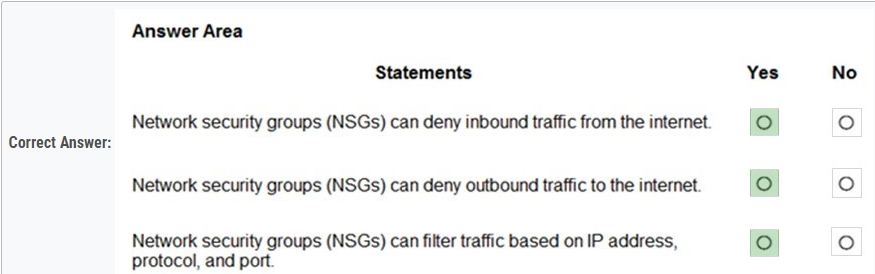 Answer Area
Statements Yes No
Correct Answer:
Network security groups (NSGs) can deny inbound traffic from the internet.
Network security groups (NSGs) can deny outbound traffic to the internet.
Network security groups (NSGs) can filter traffic based on IP address,
protocol, and port.